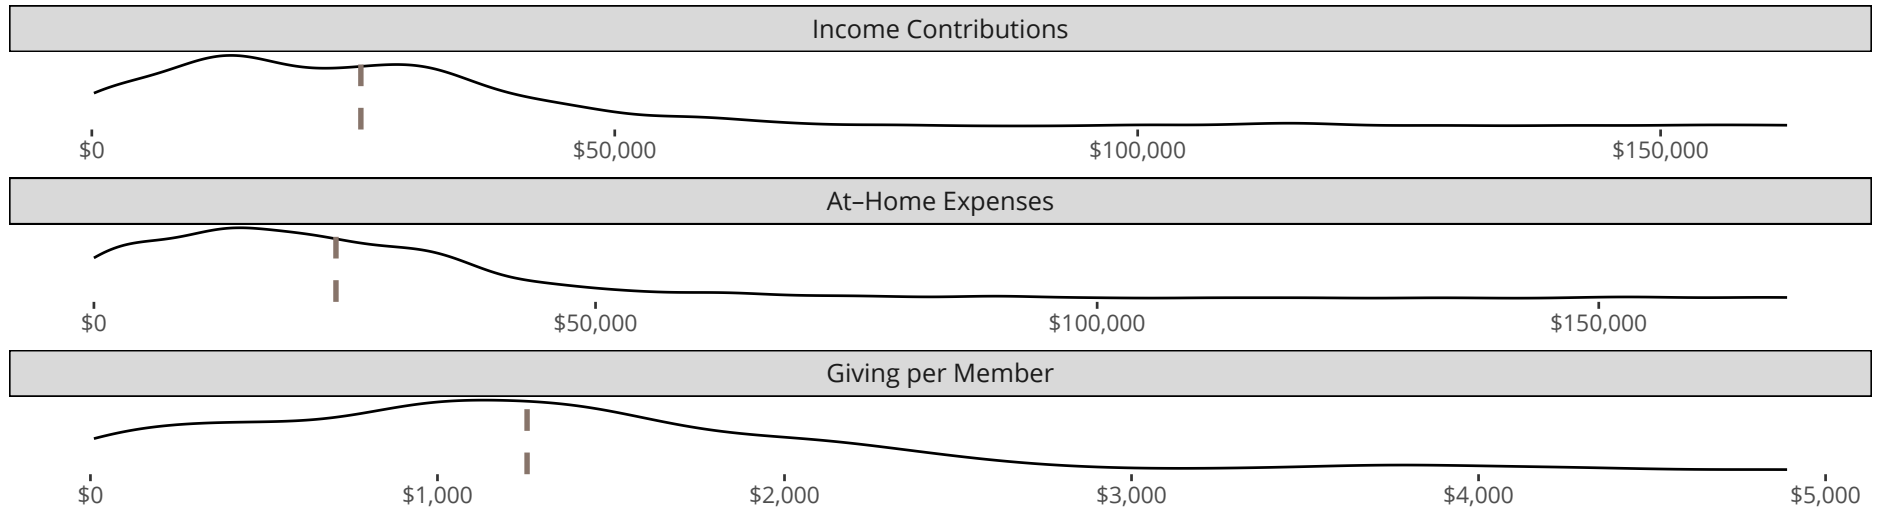 Income Contributions
$0 $50,000 $100,000 $150,000
At–Home Expenses
$0 $50,000 $100,000 $150,000
Giving per Member
$0 $1,000 $2,000 $3,000 $4,000 $5,000